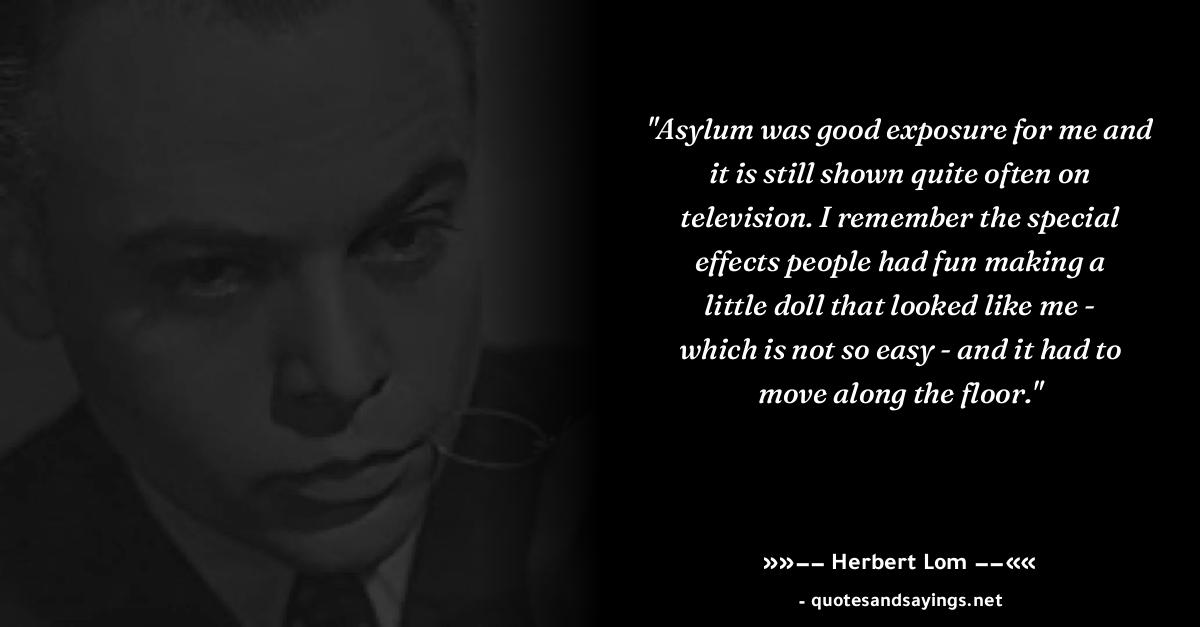 "Asylum was good exposure for me and
it is still shown quite often on
television. I remember the special
effects people had fun making a
little doll that looked like me -
which is not so easy - and it had to
move along the floor."
»»–– Herbert Lom ––««
- quotesandsayings.net